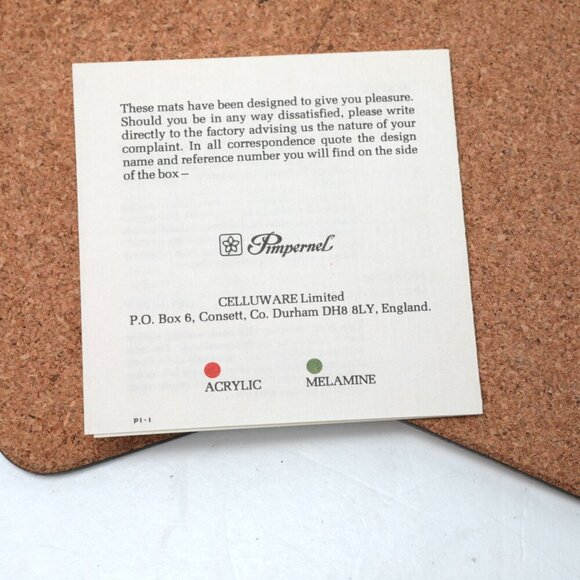 These mats have been designed to give you pleasure.
Should you be in any way dissatisfied, please write
directly to the factory advising us the nature of your
complaint. In all correspondence quote the design
name and reference number you will find on the side
of the box –
Pimpernel
CELLUWARE Limited
P.O. Box 6, Consett, Co. Durham DH8 8LY, England.
ACRYLIC MELAMINE
PI-1